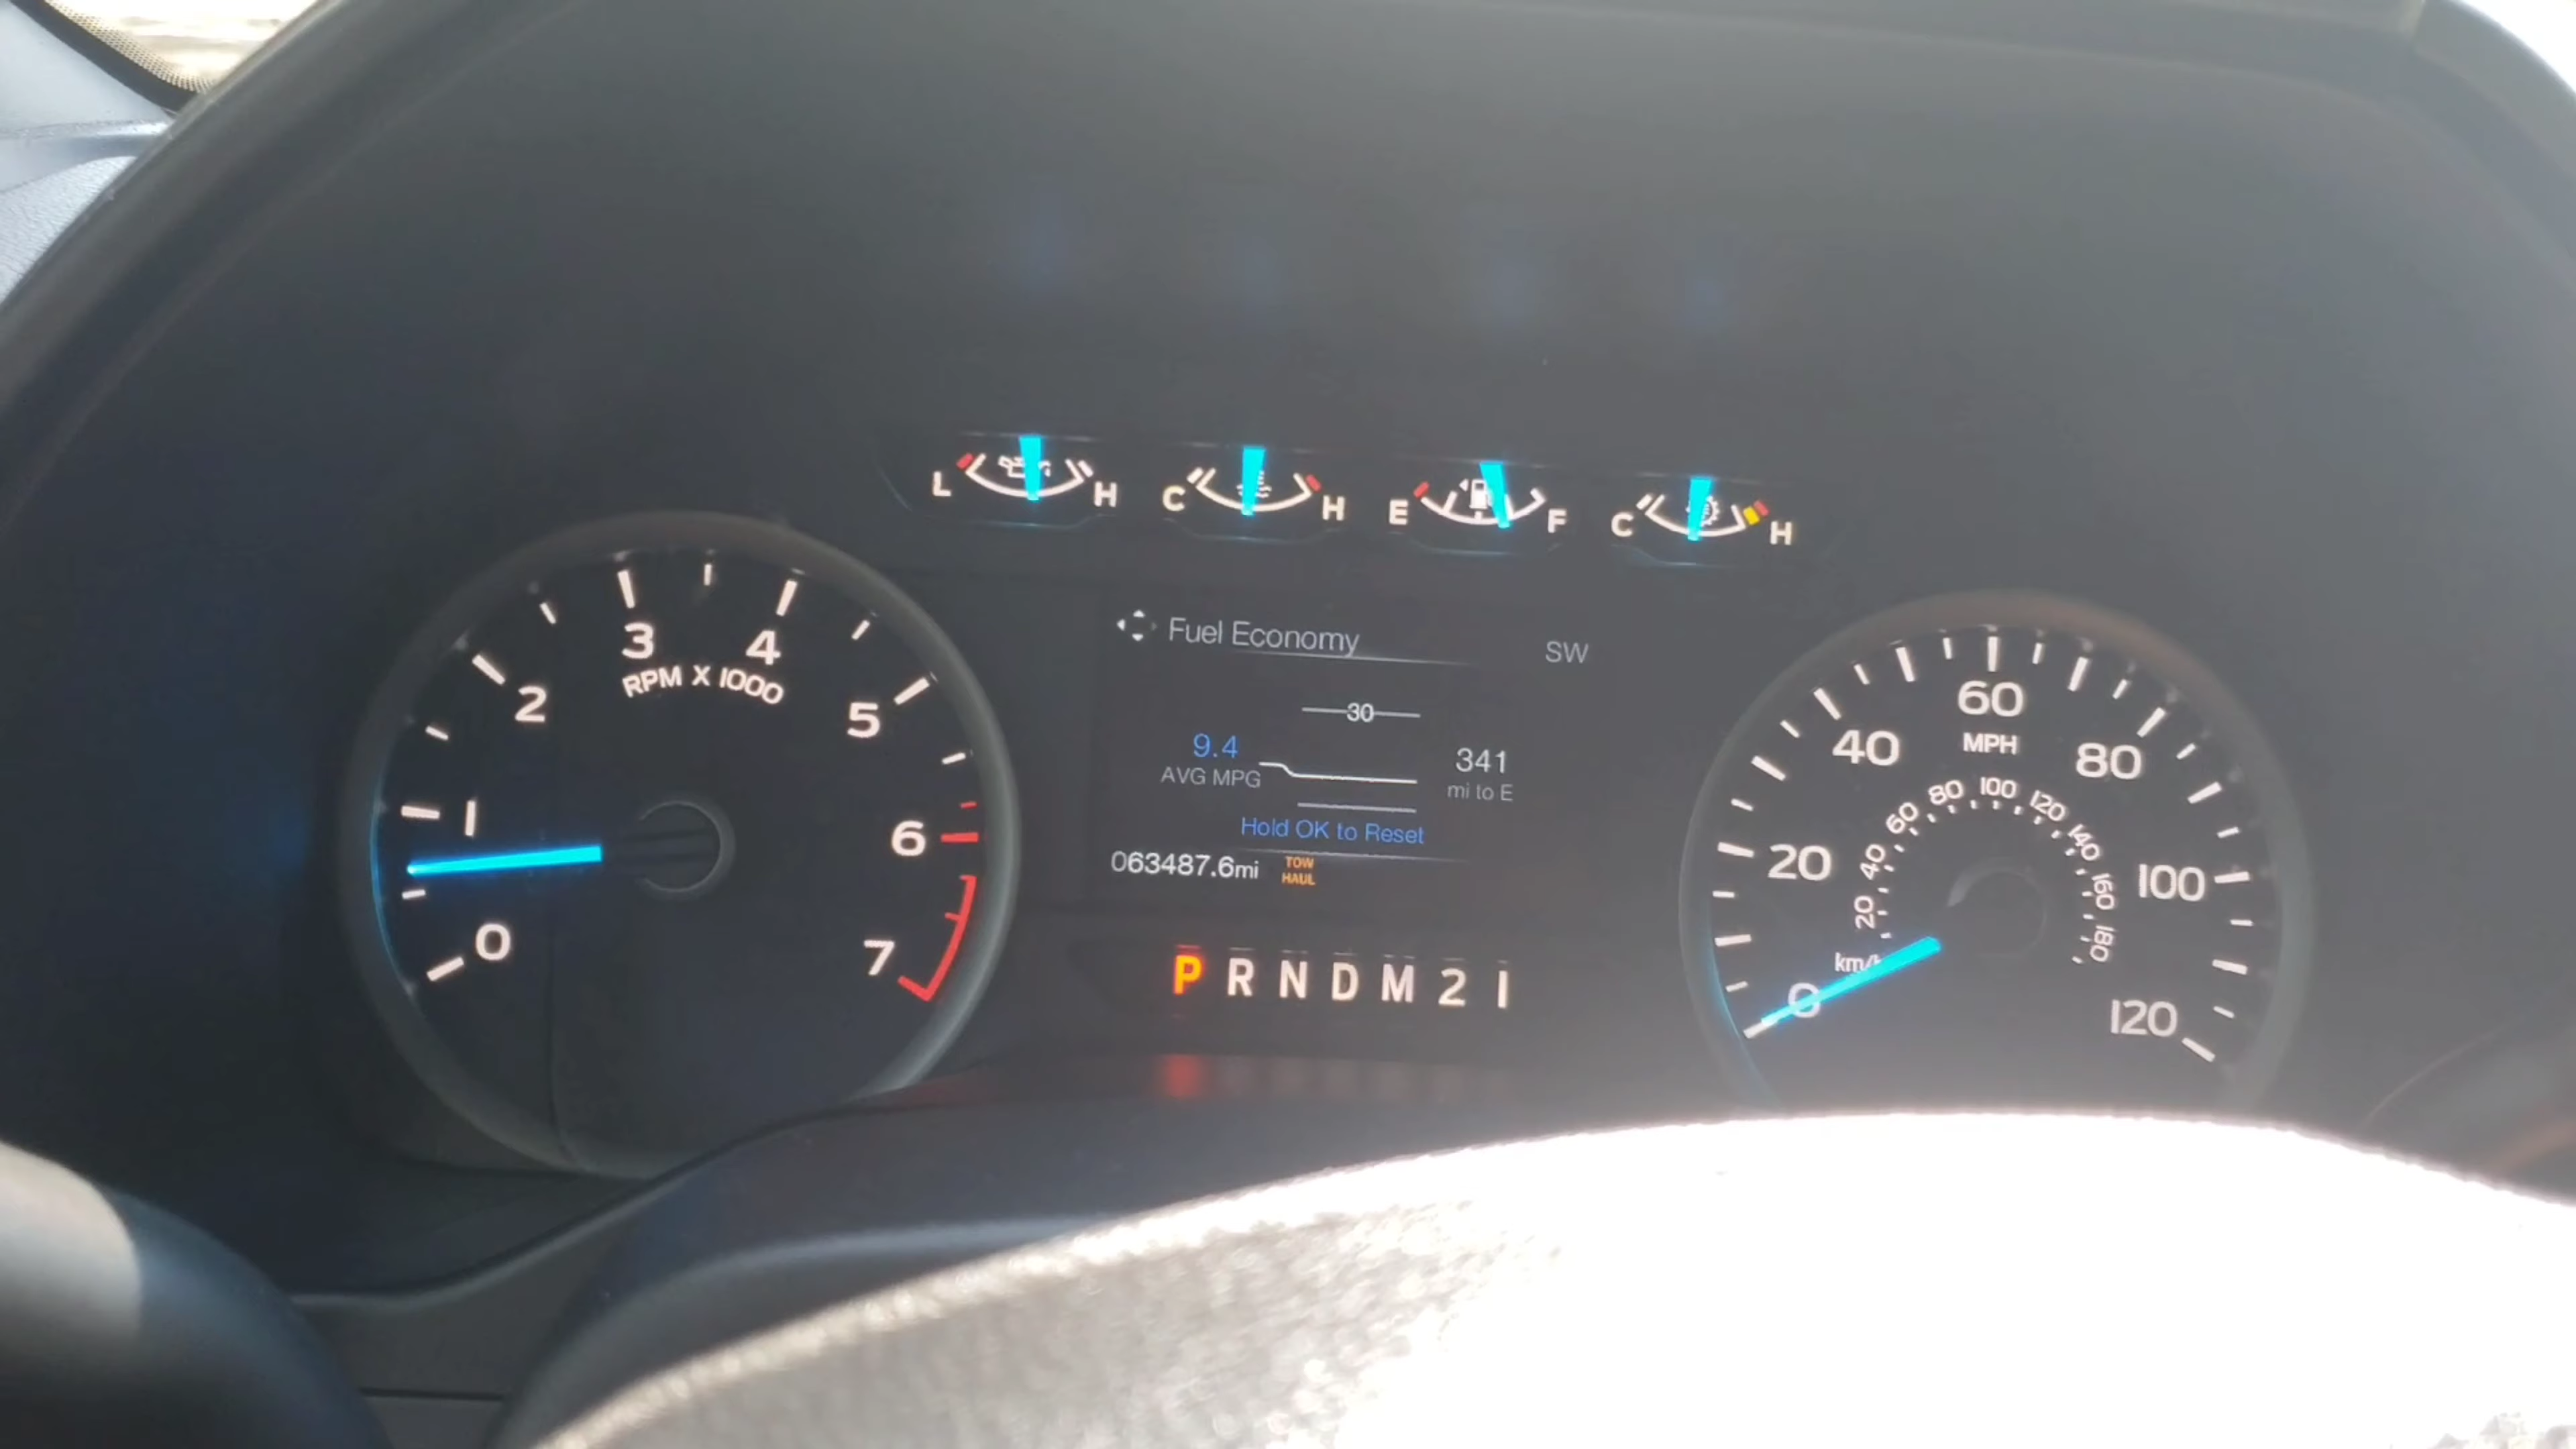 L H C H E F C H
3 4
RPM X 1000
2 5
1 6
0 7
Fuel Economy SW
30
9.4
AVG MPG
341
mi to E
Hold OK to Reset
063487.6mi
TOW
HAUL
P R N D M 2 1
60
MPH
40 80
20 100
0 120
20 40 60 80 100 120 140 160 180
km/h